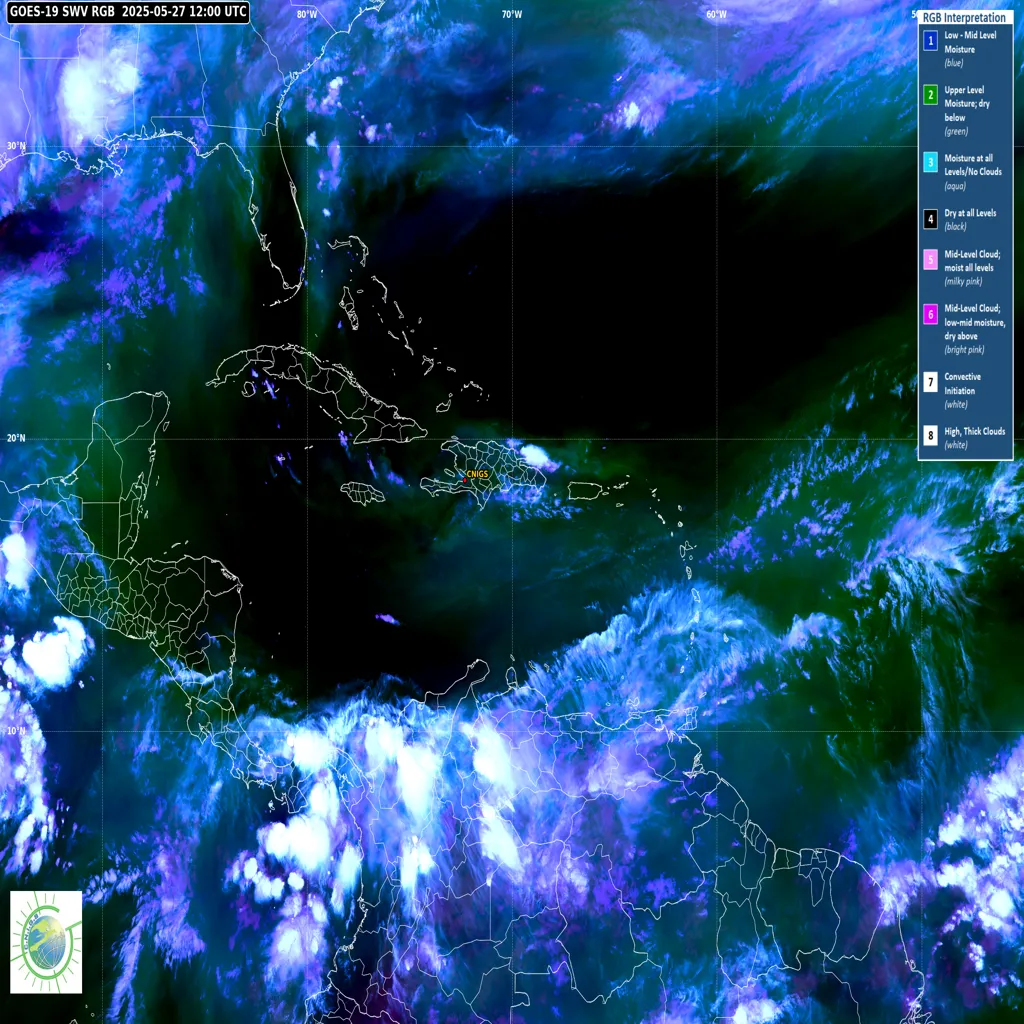 GOES-19 SWV RGB 2025-05-27 12:00 UTC
80°W
70°W
60°W
30°N
20°N
10°N
CNIGS
RGB Interpretation
1
Low - Mid Level
Moisture
(blue)
2
Upper Level
Moisture; dry
below
(green)
3
Moisture at all
Levels/No Clouds
(aqua)
4
Dry at all Levels
(black)
5
Mid-Level Cloud;
moist all levels
(milky pink)
6
Mid-Level Cloud;
low-mid moisture,
dry above
(bright pink)
7
Convective
Initiation
(white)
8
High, Thick Clouds
(white)